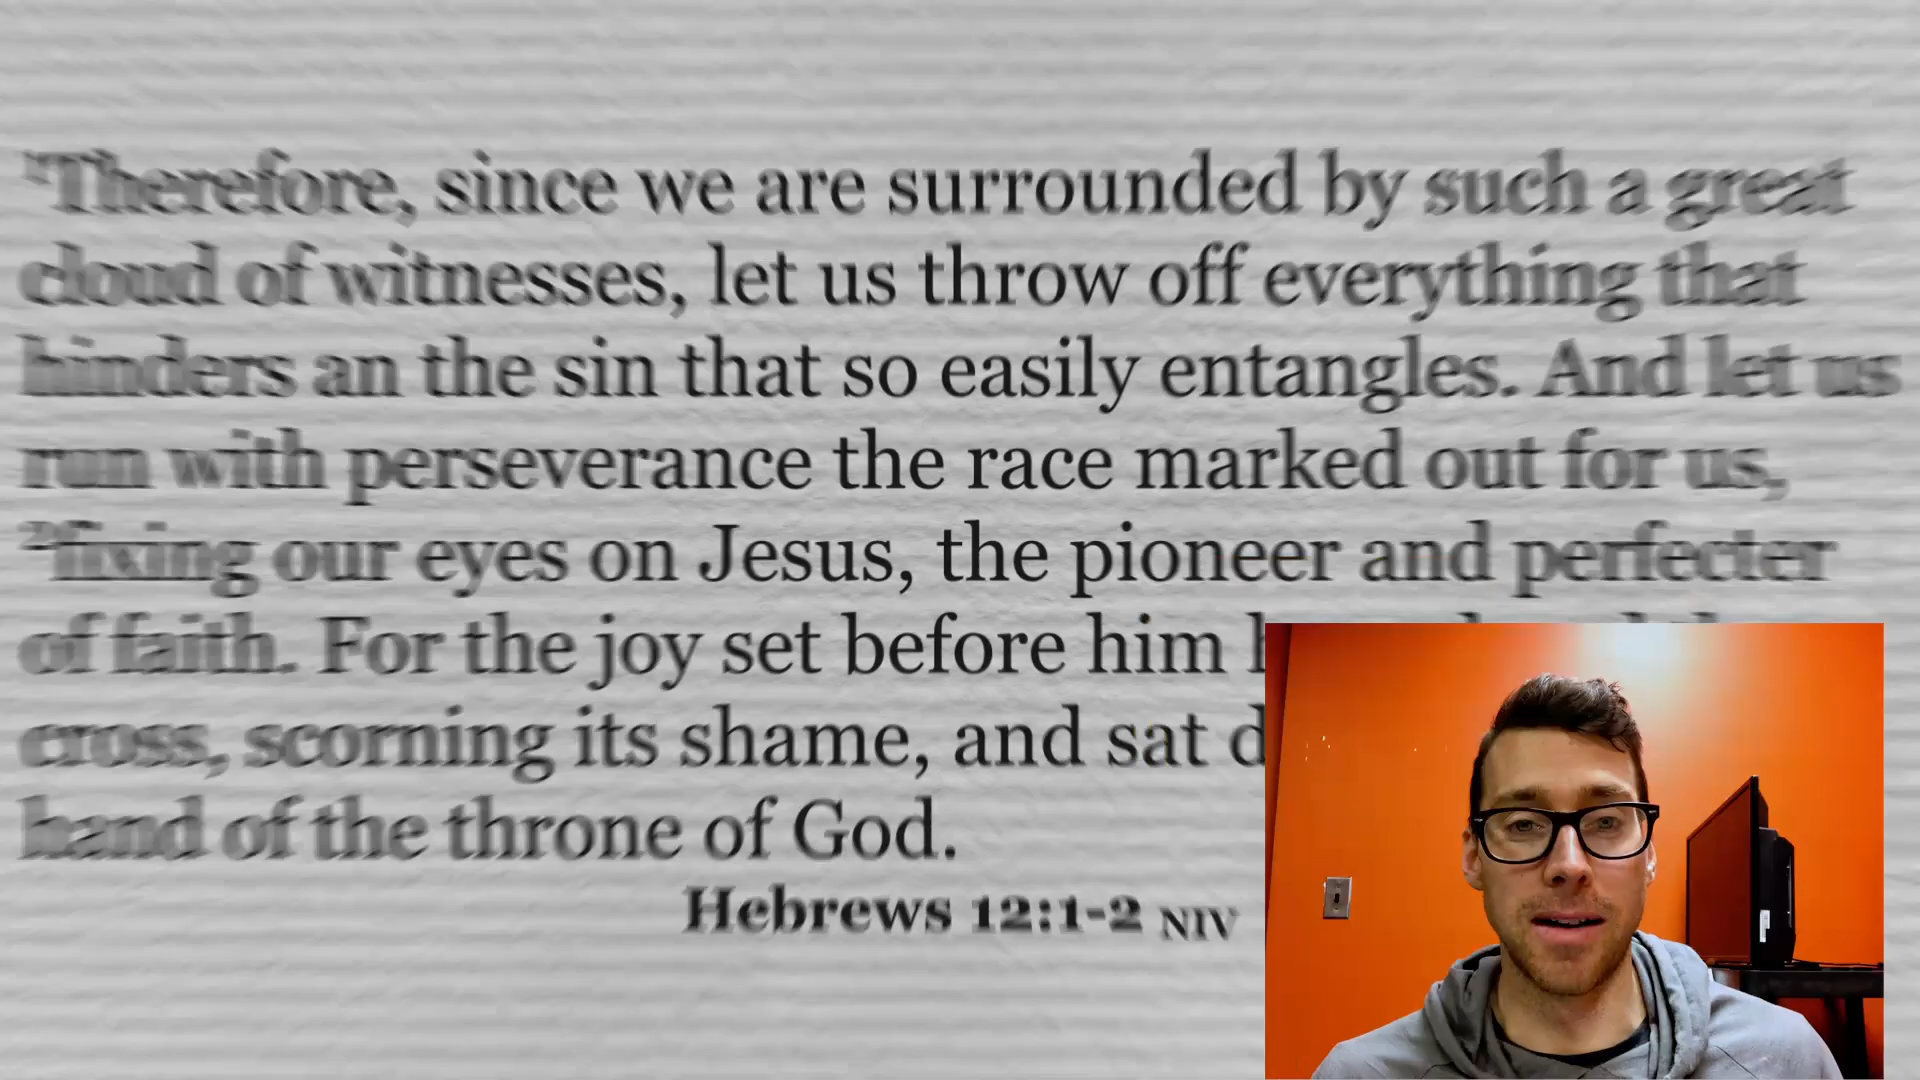 ¹Therefore, since we are surrounded by such a great
cloud of witnesses, let us throw off everything that
hinders an the sin that so easily entangles. And let us
run with perseverance the race marked out for us,
²fixing our eyes on Jesus, the pioneer and perfecter
of faith. For the joy set before him
cross, scorning its shame, and sat
hand of the throne of God.
Hebrews 12:1-2 NIV